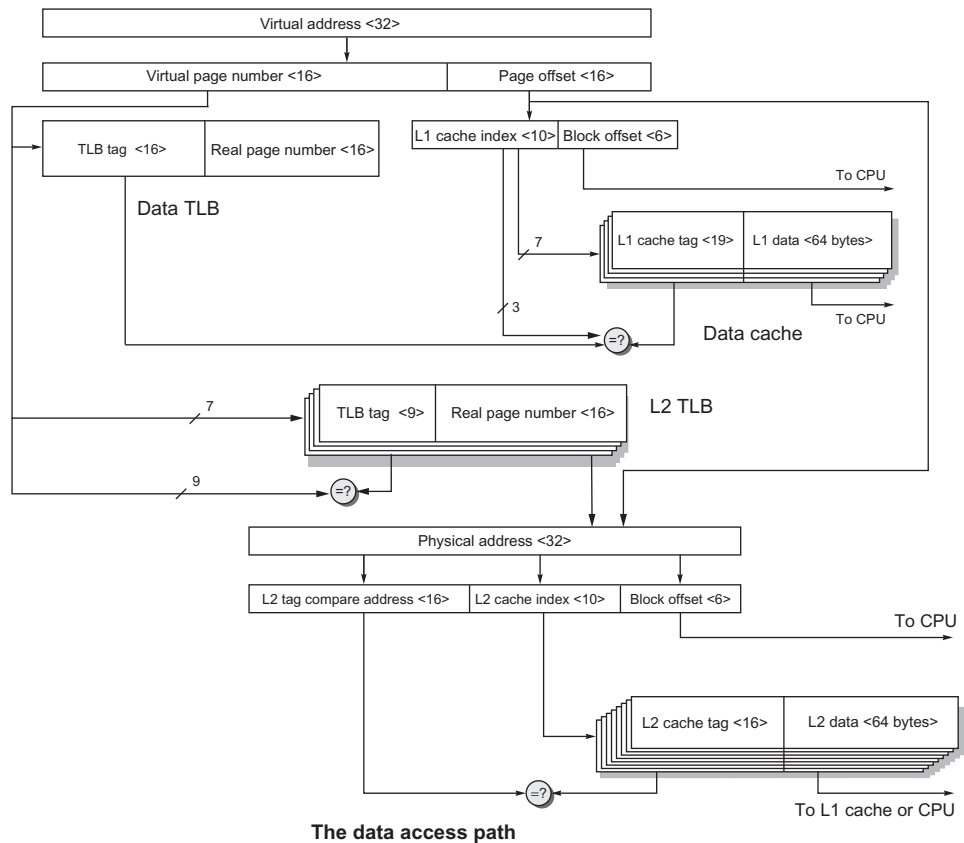 Virtual address <32>
Virtual page number <16>
Page offset <16>
TLB tag <16>
Real page number <16>
L1 cache index <10>
Block offset <6>
To CPU
Data TLB
7
L1 cache tag <19>
L1 data <64 bytes>
3
To CPU
=?
Data cache
7
TLB tag <9>
Real page number <16>
L2 TLB
9
=?
Physical address <32>
L2 tag compare address <16>
L2 cache index <10>
Block offset <6>
To CPU
L2 cache tag <16>
L2 data <64 bytes>
=?
To L1 cache or CPU
The data access path